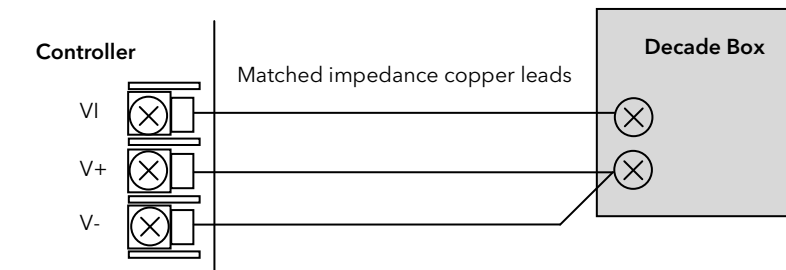 Controller
Decade Box
Matched impedance copper leads
VI
V+
V-